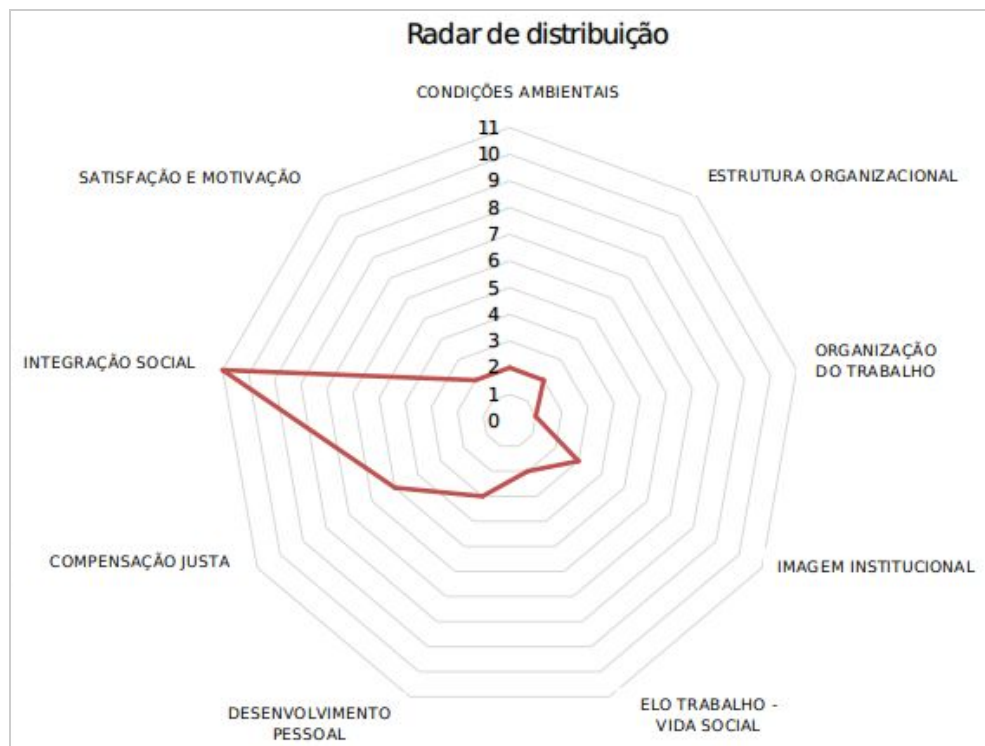 Radar de distribuição
CONDIÇÕES AMBIENTAIS
11
10
9
8
7
6
5
4
3
2
1
0
SATISFAÇÃO E MOTIVAÇÃO
ESTRUTURA ORGANIZACIONAL
INTEGRAÇÃO SOCIAL
ORGANIZAÇÃO
DO TRABALHO
COMPENSAÇÃO JUSTA
IMAGEM INSTITUCIONAL
DESENVOLVIMENTO
PESSOAL
ELO TRABALHO -
VIDA SOCIAL